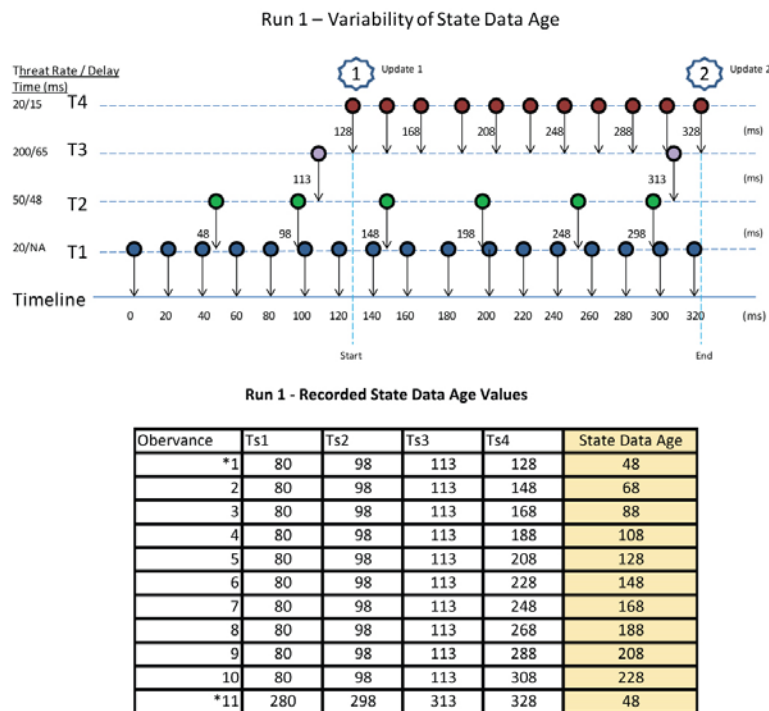 Run 1 – Variability of State Data Age
Threat Rate / Delay
Time (ms)
1 Update 1
2 Update 2
20/15 T4
128 168 208 248 288 328 (ms)
200/65 T3
113 313 (ms)
50/48 T2
48 98 148 198 248 298 (ms)
20/NA T1
Timeline
0 20 40 60 80 100 120 140 160 180 200 220 240 260 280 300 320 (ms)
Start End
Run 1 - Recorded State Data Age Values
Obervance Ts1 Ts2 Ts3 Ts4 State Data Age
*1 80 98 113 128 48
2 80 98 113 148 68
3 80 98 113 168 88
4 80 98 113 188 108
5 80 98 113 208 128
6 80 98 113 228 148
7 80 98 113 248 168
8 80 98 113 268 188
9 80 98 113 288 208
10 80 98 113 308 228
*11 280 298 313 328 48